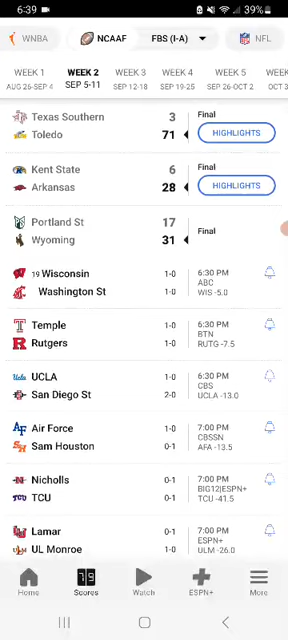 6:39
39%
WNBA
NCAAF
FBS (I-A)
NFL
WEEK 1
AUG 26-SEP 4
WEEK 2
SEP 5-11
WEEK 3
SEP 12-18
WEEK 4
SEP 19-25
WEEK 5
SEP 26-OCT 2
WEEK
OCT 3
Texas Southern 3 Final
Toledo 71 HIGHLIGHTS
Kent State 6 Final
Arkansas 28 HIGHLIGHTS
Portland St 17
Wyoming 31 Final
19 Wisconsin 1-0 6:30 PM
ABC
Washington St 1-0 WIS -5.0
Temple 1-0 6:30 PM
BTN
Rutgers 1-0 RUTG -7.5
UCLA 1-0 6:30 PM
CBS
San Diego St 2-0 UCLA -13.0
Air Force 1-0 7:00 PM
CBSSN
Sam Houston 0-1 AFA -13.5
Nicholls 0-1 7:00 PM
BIG12|ESPN+
TCU 0-1 TCU -41.5
Lamar 0-1 7:00 PM
ESPN+
UL Monroe 1-0 ULM -26.0
Home
Scores
Watch
ESPN+
More